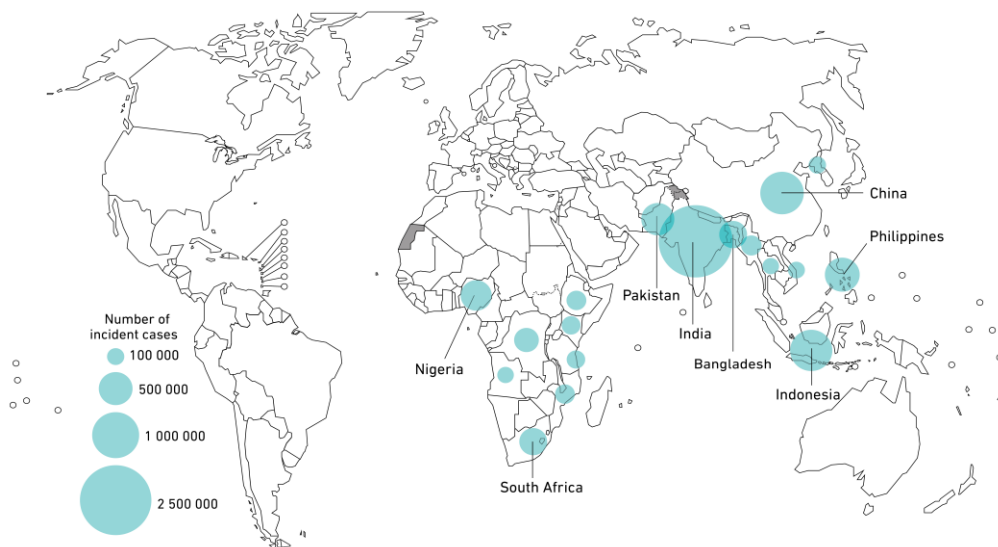 China
Philippines
Pakistan
India
Bangladesh
Indonesia
Nigeria
South Africa
Number of
incident cases
100 000
500 000
1 000 000
2 500 000